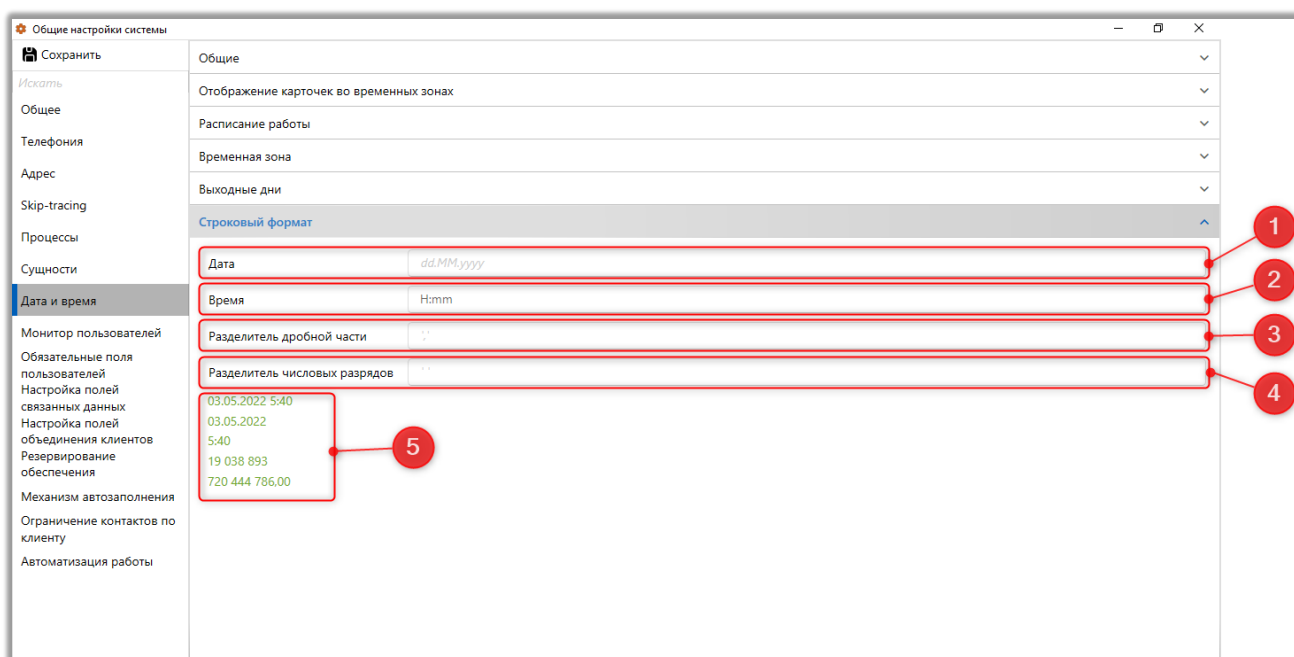 Общие настройки системы
Сохранить
Искать
Общее
Телефония
Адрес
Skip-tracing
Процессы
Сущности
Дата и время
Монитор пользователей
Обязательные поля
пользователей
Настройка полей
связанных данных
Настройка полей
объединения клиентов
Резервирование
обеспечения
Механизм автозаполнения
Ограничение контактов по
клиенту
Автоматизация работы
Общие
Отображение карточек во временных зонах
Расписание работы
Временная зона
Выходные дни
Строковый формат
Дата dd.MM.yyyy
Время H:mm
Разделитель дробной части ','
Разделитель числовых разрядов ' '
03.05.2022 5:40
03.05.2022
5:40
19 038 893
720 444 786,00
1
2
3
4
5